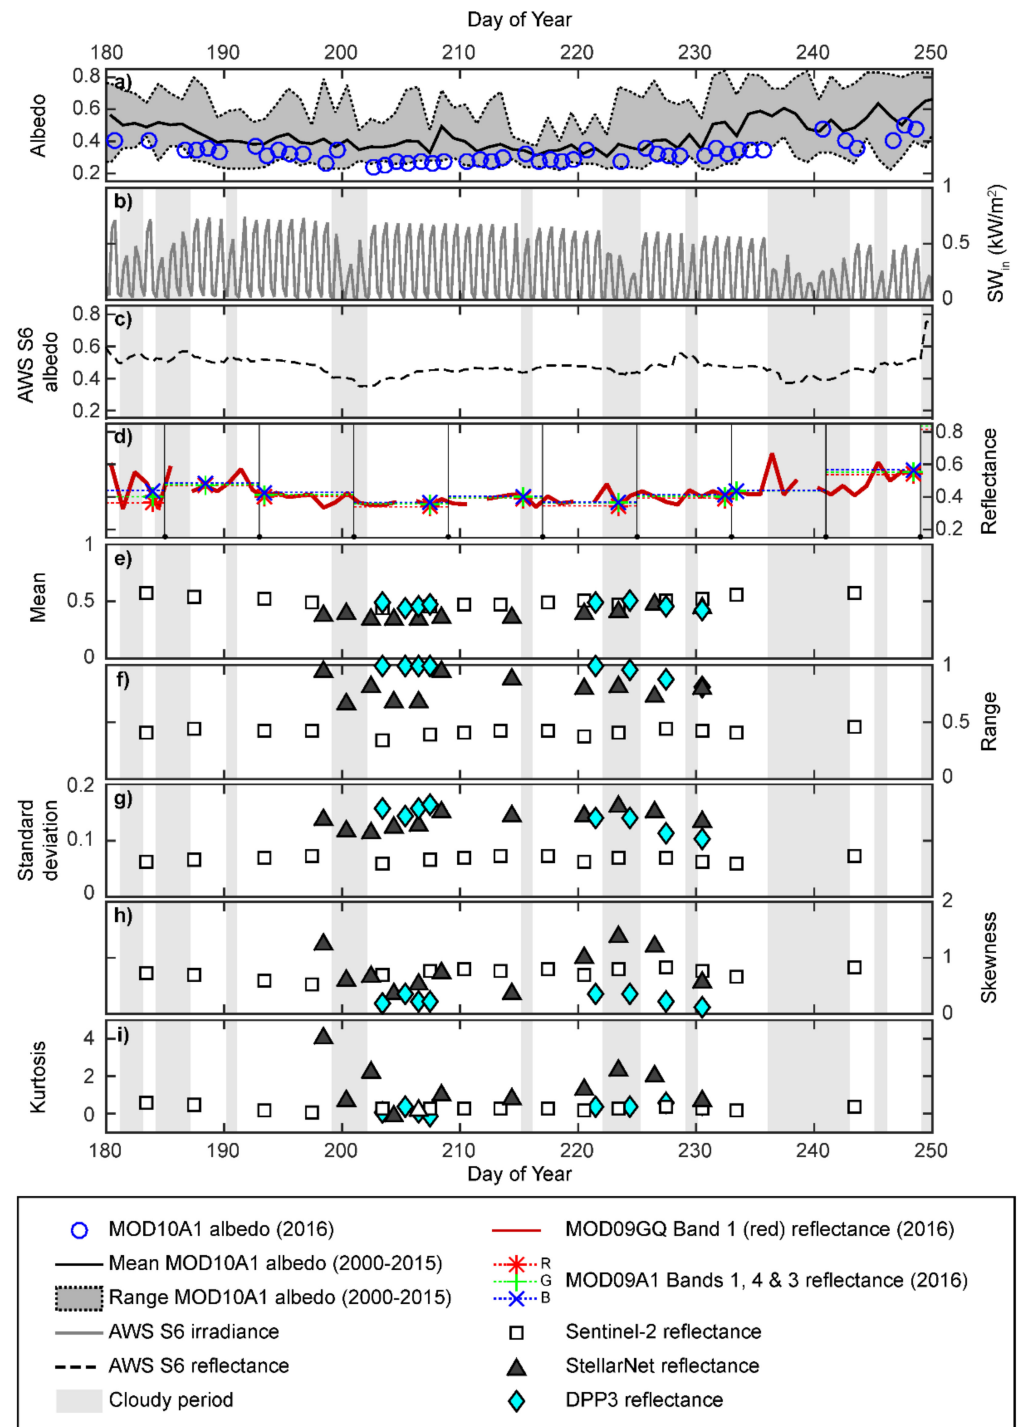 Day of Year
180 190 200 210 220 230 240 250
a)
Albedo
0.8
0.6
0.4
0.2
b)
SWin (kW/m²)
1
0.5
0
c)
AWS S6
albedo
0.8
0.6
0.4
0.2
d)
Reflectance
0.8
0.6
0.4
0.2
e)
Mean
1
0.5
0
f)
Range
1
0.5
0
g)
Standard
deviation
0.2
0.1
0
h)
Skewness
2
1
0
i)
Kurtosis
4
2
0
180 190 200 210 220 230 240 250
Day of Year
MOD10A1 albedo (2016)
Mean MOD10A1 albedo (2000-2015)
Range MOD10A1 albedo (2000-2015)
AWS S6 irradiance
AWS S6 reflectance
Cloudy period
MOD09GQ Band 1 (red) reflectance (2016)
R
G
B
MOD09A1 Bands 1, 4 & 3 reflectance (2016)
Sentinel-2 reflectance
StellarNet reflectance
DPP3 reflectance